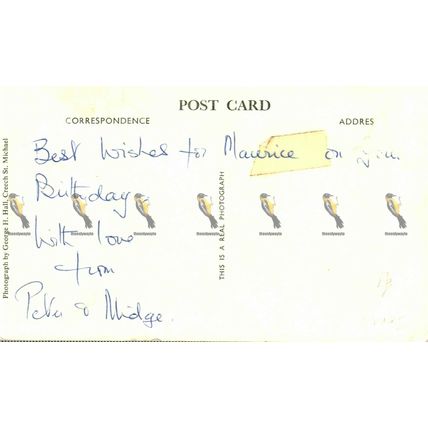 POST CARD
CORRESPONDENCE
ADDRES
Best Wishes for Maurice on your
Birthday
With love
from
Peter & Midge.
Photograph by George H. Hall, Creech St. Michael
THIS IS A REAL PHOTOGRAPH